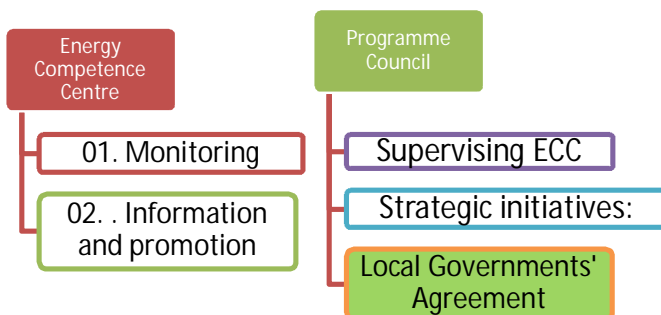 Energy
Competence
Centre
01. Monitoring
02. . Information
and promotion
Programme
Council
Supervising ECC
Strategic initiatives:
Local Governments'
Agreement